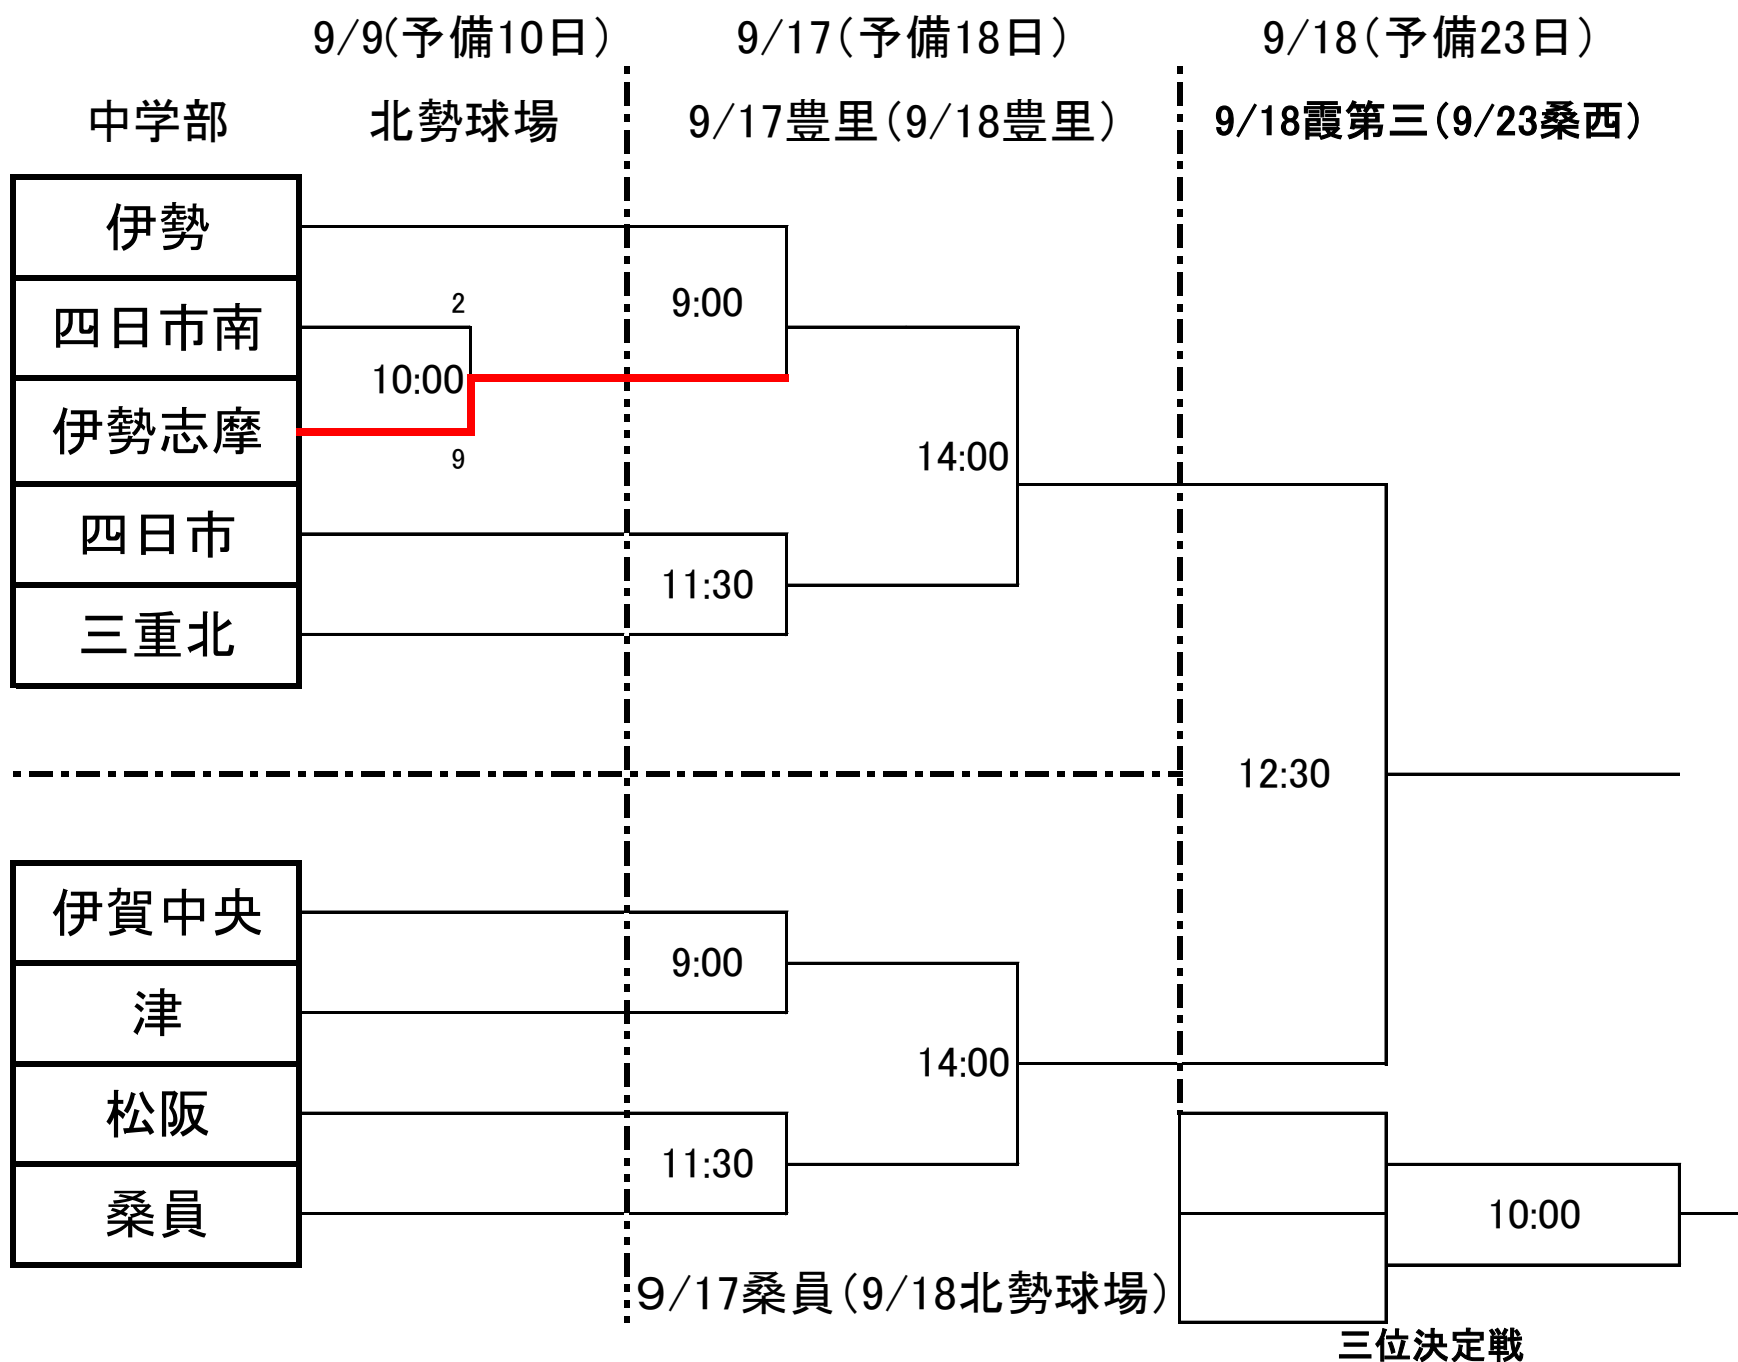 9/9(予備10日)
9/17(予備18日)
9/18(予備23日)
中学部
北勢球場
9/17豊里(9/18豊里)
9/18霞第三(9/23桑西)
伊勢
四日市南
伊勢志摩
四日市
三重北
2
10:00
9
9:00
11:30
14:00
12:30
伊賀中央
津
松阪
桑員
9:00
11:30
14:00
10:00
9/17桑員(9/18北勢球場)
三位決定戦